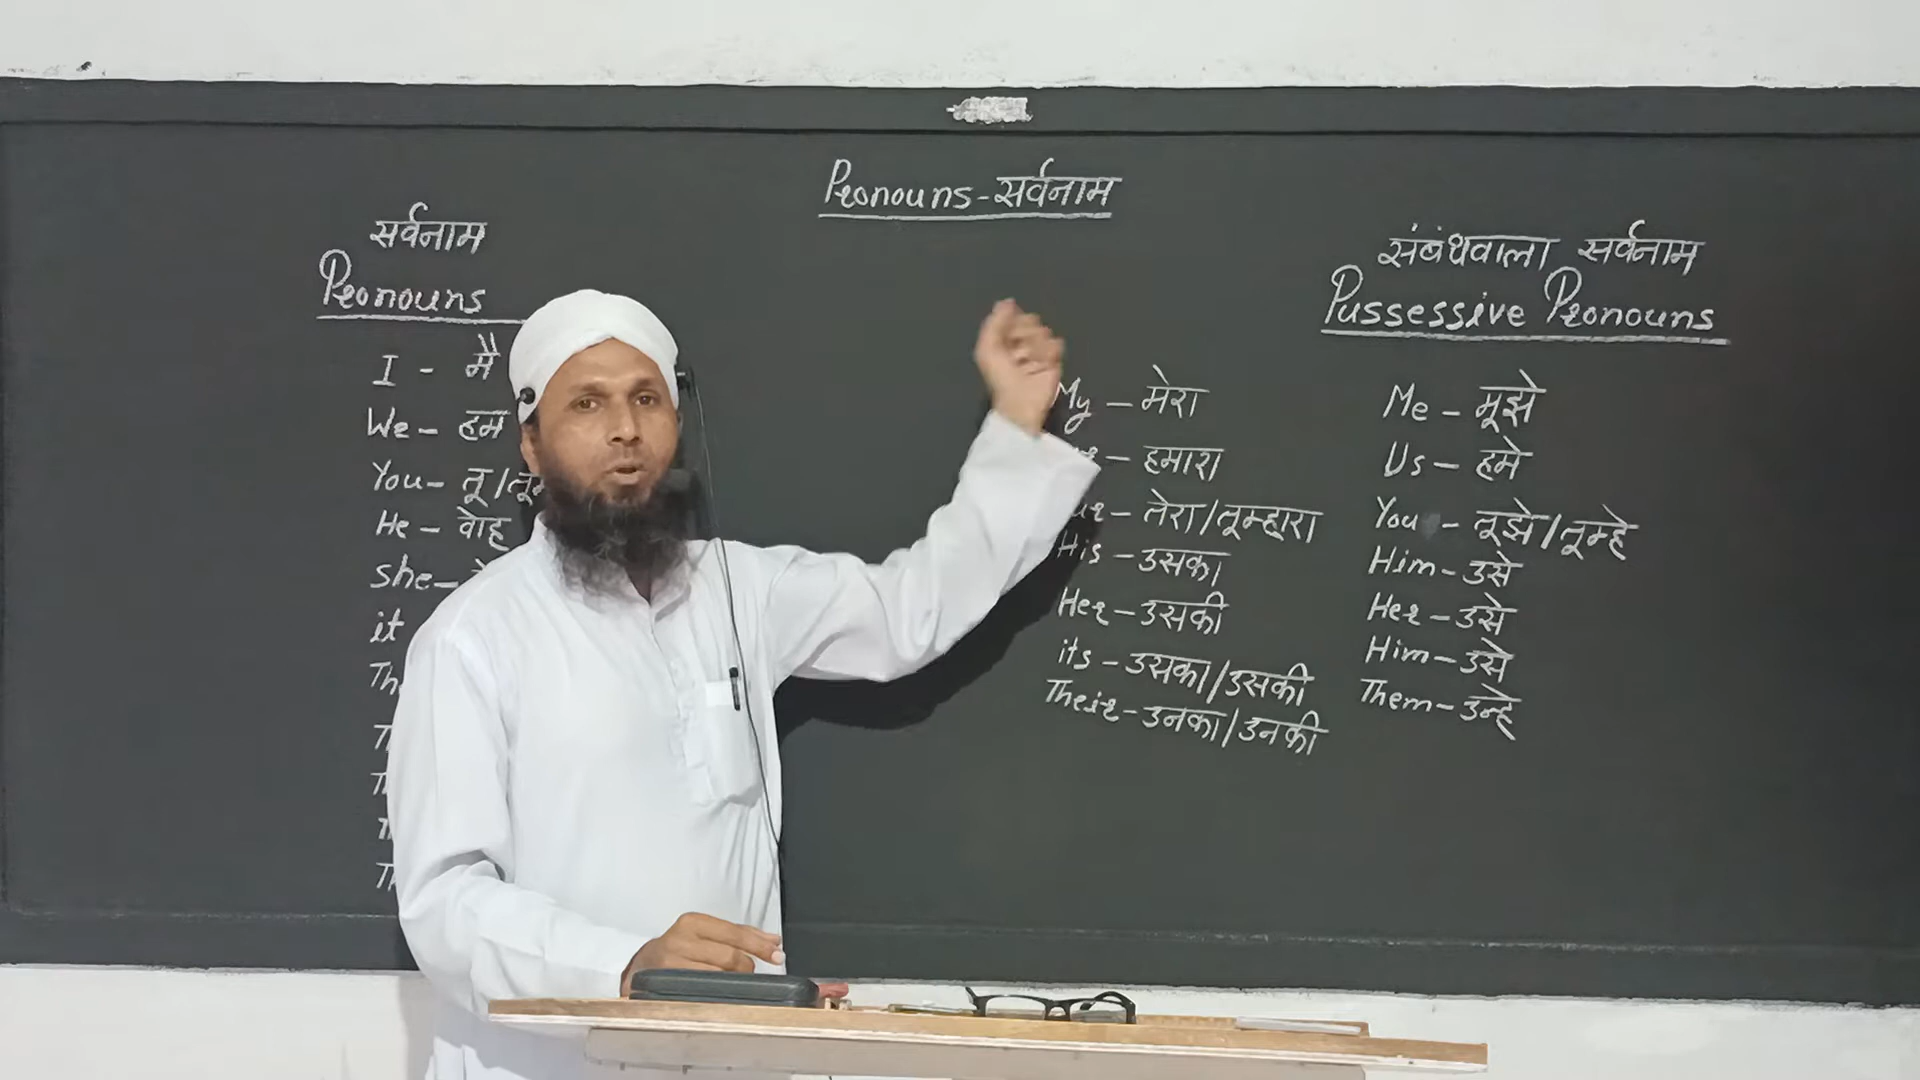 Pronouns-सर्वनाम
सर्वनाम
Pronouns
I - मै
We - हम
You - तू/तूम
He - वोह
she -
it
संबंधवाला सर्वनाम
Pussessive Pronouns
My - मेरा
- हमारा
- तेरा/तूम्हारा
His - उसका
Her - उसकी
its - उसका/उसकी
Their - उनका/उनकी
Me - मूझे
Us - हमे
You - तूझे/तूम्हे
Him - उसे
Her - उसे
Him - उसे
Them - उन्हे